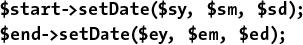 $start->setDate($sy, $sm, $sd);
$end->setDate($ey, $em, $ed);